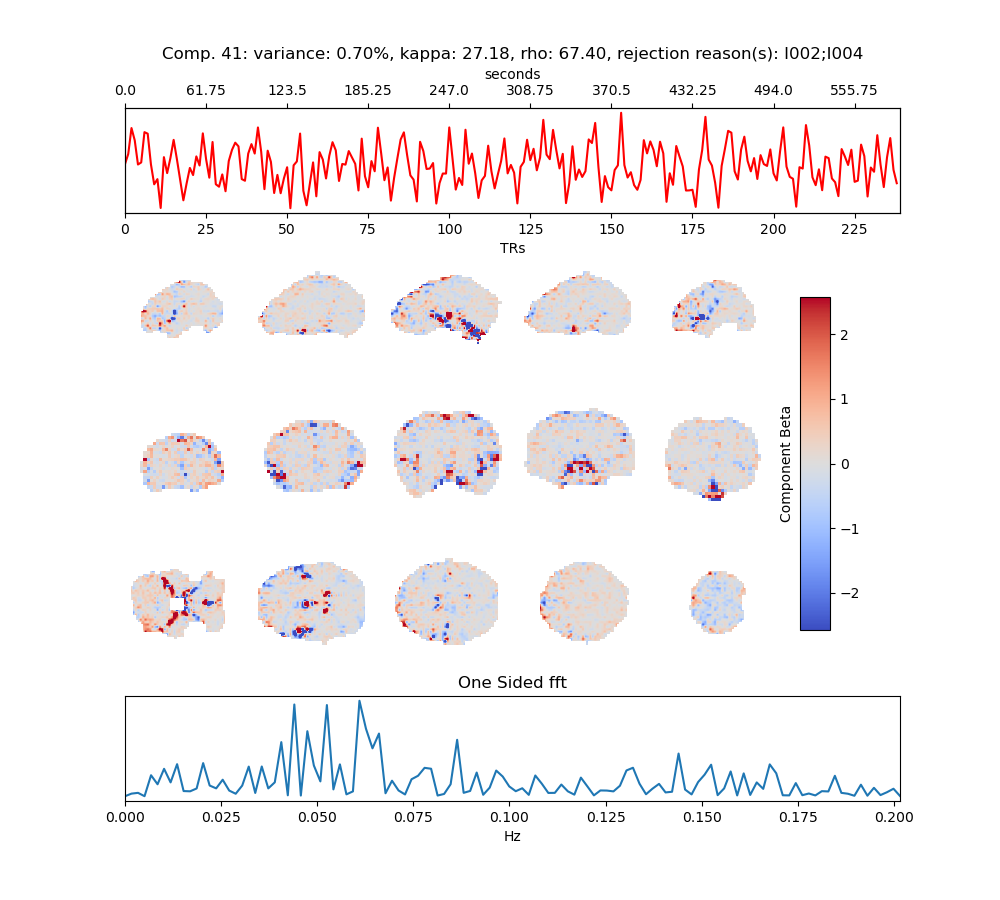 Comp. 41: variance: 0.70%, kappa: 27.18, rho: 67.40, rejection reason(s): I002;I004
seconds
0.0 61.75 123.5 185.25 247.0 308.75 370.5 432.25 494.0 555.75
0 25 50 75 100 125 150 175 200 225
TRs
2
1
0
−1
−2
Component Beta
One Sided fft
0.000 0.025 0.050 0.075 0.100 0.125 0.150 0.175 0.200
Hz